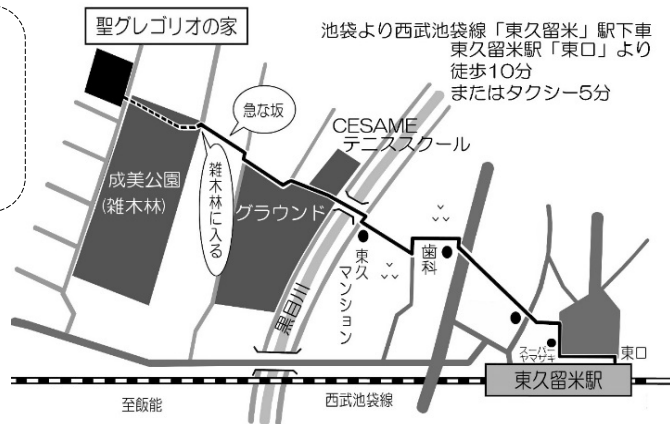 聖グレゴリオの家
池袋より西武池袋線「東久留米」駅下車
東久留米駅「東口」より
徒歩10分
またはタクシー5分
急な坂
CESAME
テニススクール
成美公園
(雑木林)
雑木林に入る
グラウンド
東久マンション
歯科
黒目川
スーパー
ヤマザキ
東口
東久留米駅
至飯能
西武池袋線